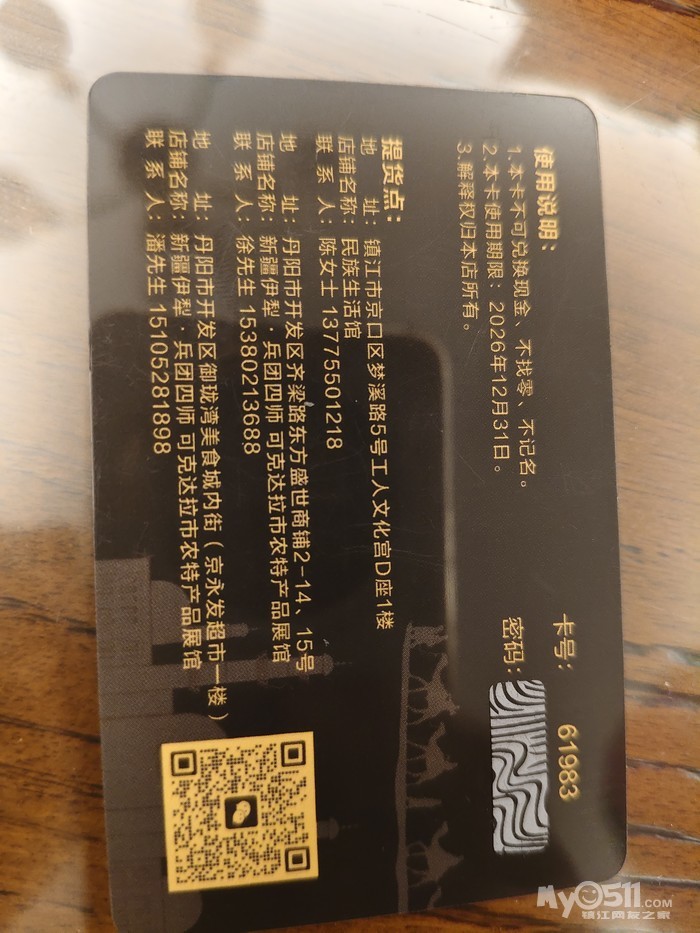 使用说明：
1.本卡不可兑换现金、不找零、不记名。
2.本卡使用期限：2026年12月31日。
3.解释权归本店所有。
卡号： 61983
密码：
提货点：
地 址：镇江市京口区梦溪路5号工人文化宫D座1楼
店铺名称：民族生活馆
联 系 人：陈女士 13775501218
地 址：丹阳市开发区齐梁路东方盛世商铺2-14、15号
店铺名称：新疆伊犁·兵团四师 可克达拉市农特产品展馆
联 系 人：徐先生 15380213688
地 址：丹阳市开发区御珑湾美食城内街（京永发超市一楼）
店铺名称：新疆伊犁·兵团四师 可克达拉市农特产品展馆
联 系 人：潘先生 15105281898
My0511.COM
镇江网友之家